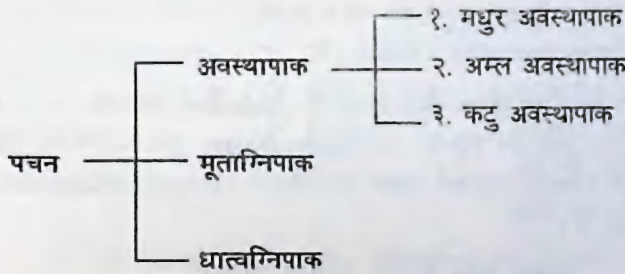 १. मधुर अवस्थापाक
अवस्थापाक
२. अम्ल अवस्थापाक
३. कटु अवस्थापाक
पचन
मूताग्निपाक
धात्वग्निपाक